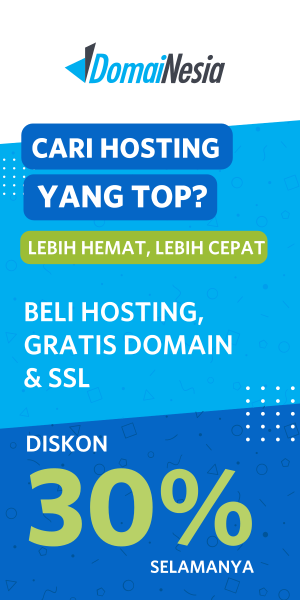 DomaiNesia
CARI HOSTING
YANG TOP?
LEBIH HEMAT, LEBIH CEPAT
BELI HOSTING,
GRATIS DOMAIN
& SSL
DISKON
30%
SELAMANYA